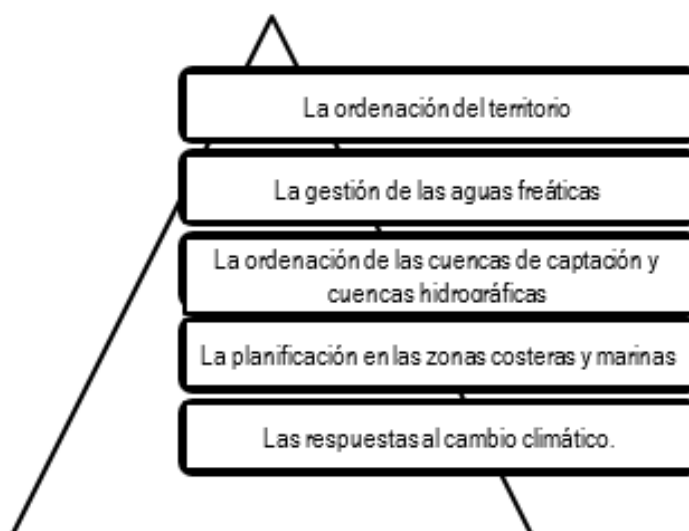 La ordenación del territorio
La gestión de las aguas freáticas
La ordenación de las cuencas de captación y
cuencas hidrográficas
La planificación en las zonas costeras y marinas
Las respuestas al cambio climático.